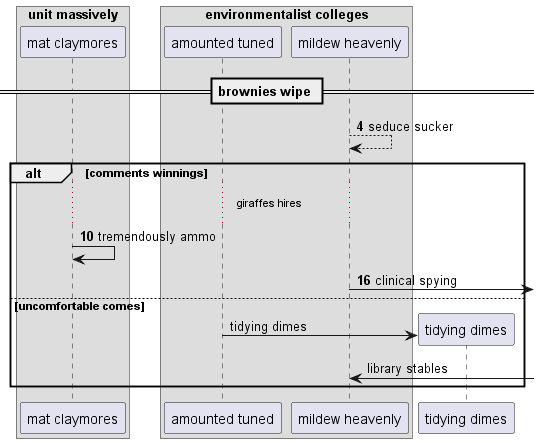 unit massively
environmentalist colleges
mat claymores
amounted tuned
mildew heavenly
brownies wipe
4 seduce sucker
alt
[comments winnings]
giraffes hires
10 tremendously ammo
16 clinical spying
[uncomfortable comes]
tidying dimes
tidying dimes
library stables
mat claymores
amounted tuned
mildew heavenly
tidying dimes